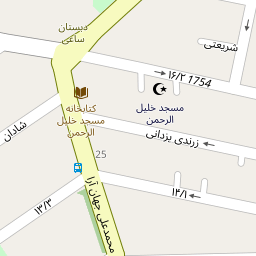 دبستان
ساعی
شریعتی
۱۶/۲ 1754
کتابخانه
مسجد خلیل
الرحمن
مسجد خلیل
الرحمن
شادان
زرندی یزدانی
25
۱۴/۱
۱۳/۳
محمدعلی جهان آرا